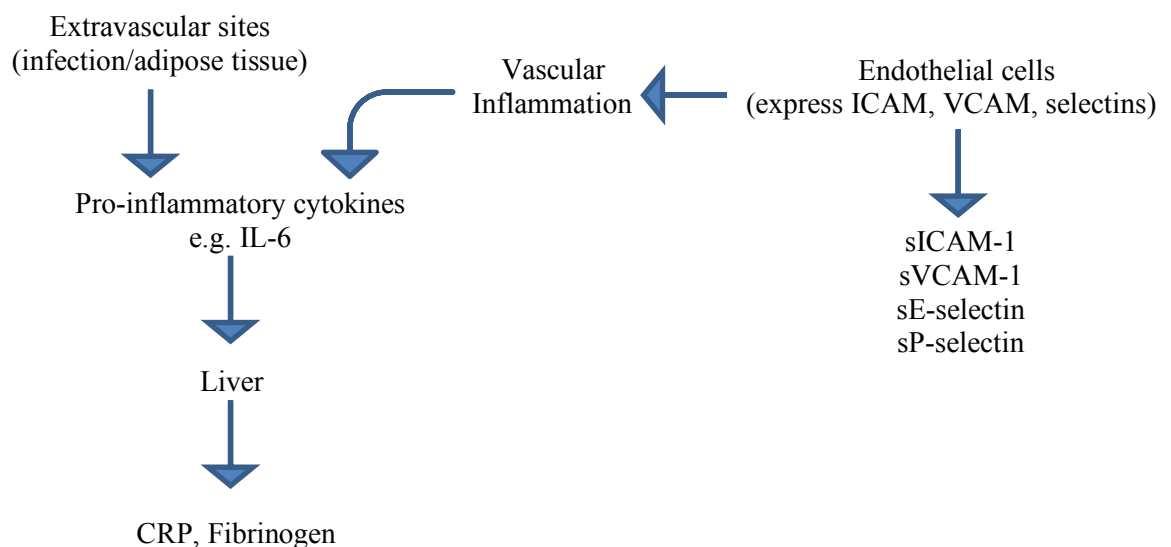 Extravascular sites
(infection/adipose tissue)
Vascular
Inflammation
Endothelial cells
(express ICAM, VCAM, selectins)
Pro-inflammatory cytokines
e.g. IL-6
sICAM-1
sVCAM-1
sE-selectin
sP-selectin
Liver
CRP, Fibrinogen